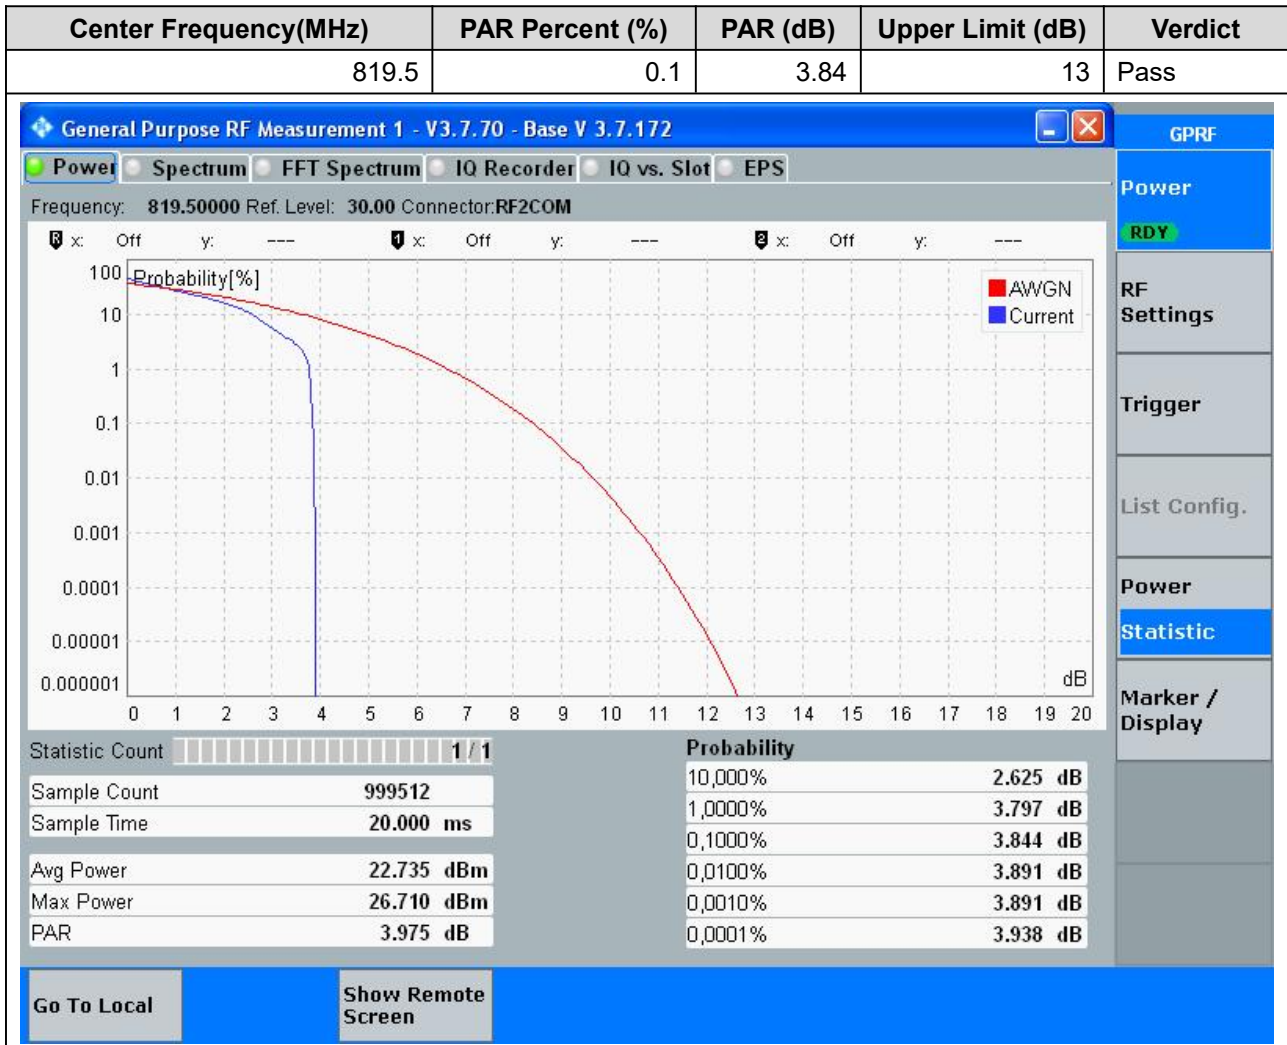 Center Frequency(MHz) PAR Percent (%) PAR (dB) Upper Limit (dB) Verdict
819.5 0.1 3.84 13 Pass
General Purpose RF Measurement 1 - V3.7.70 - Base V 3.7.172
GPRF
Power Spectrum FFT Spectrum IQ Recorder IQ vs. Slot EPS
Frequency: 819.50000 Ref. Level: 30.00 Connector:RF2COM
R x: Off y: --- 1 x: Off y: --- 2 x: Off y: ---
Probability[%]
100
10
1
0.1
0.01
0.001
0.0001
0.00001
0.000001
AWGN
Current
dB
0 1 2 3 4 5 6 7 8 9 10 11 12 13 14 15 16 17 18 19 20
Statistic Count 1 / 1
Sample Count 999512
Sample Time 20.000 ms
Avg Power 22.735 dBm
Max Power 26.710 dBm
PAR 3.975 dB
Probability
10,000% 2.625 dB
1,0000% 3.797 dB
0,1000% 3.844 dB
0,0100% 3.891 dB
0,0010% 3.891 dB
0,0001% 3.938 dB
Power
RDY
RF
Settings
Trigger
List Config.
Power
Statistic
Marker /
Display
Go To Local
Show Remote
Screen